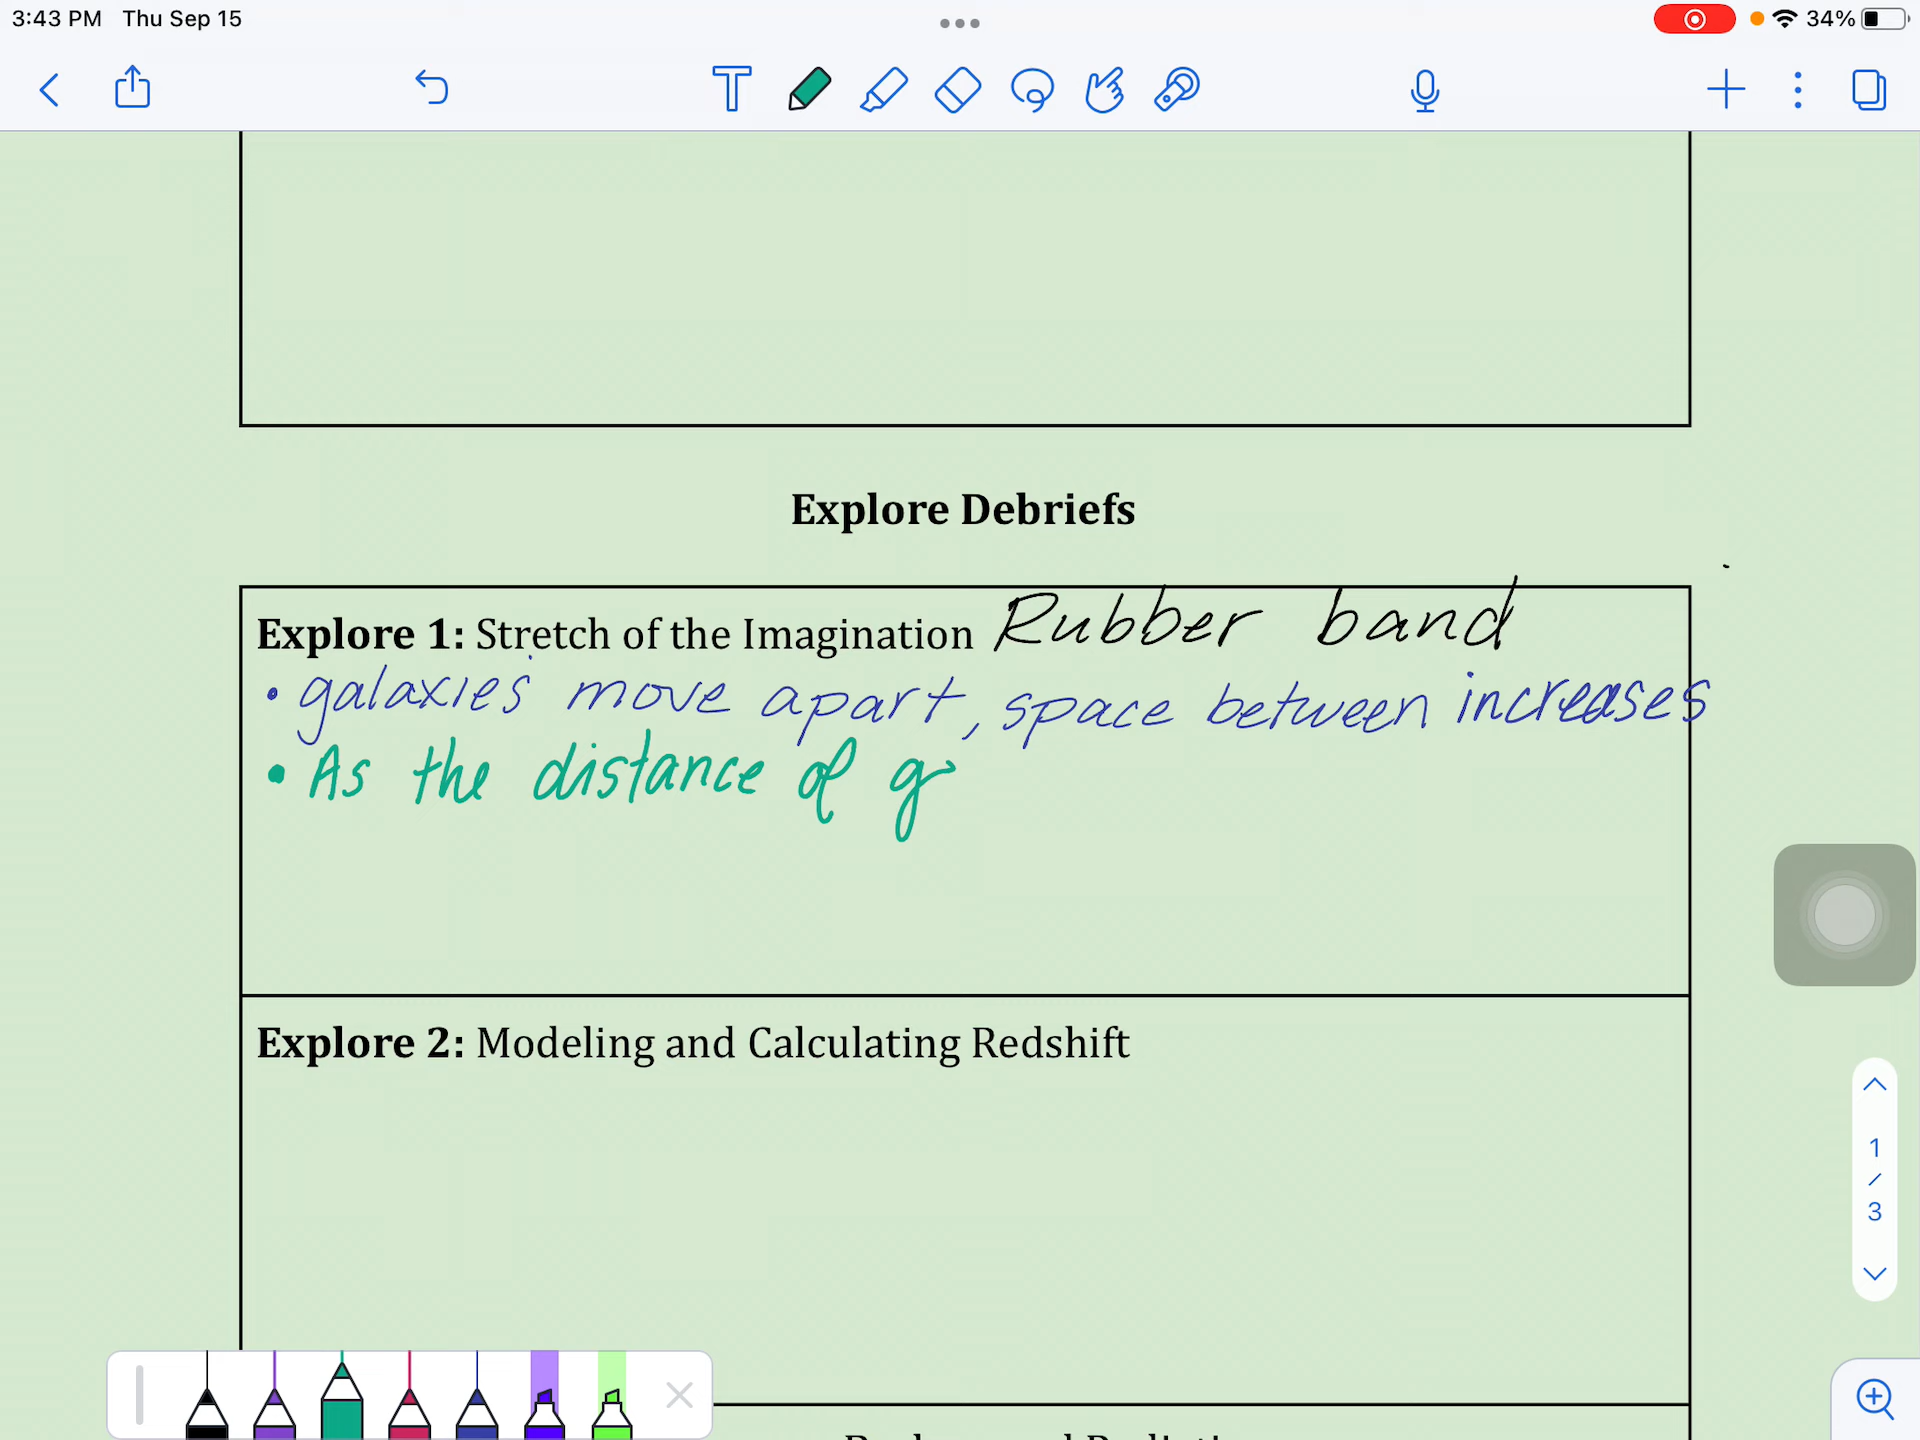 3:43 PM Thu Sep 15
34%
Explore Debriefs
Explore 1: Stretch of the Imagination Rubber band
• galaxies move apart, space between increases
• As the distance of g
Explore 2: Modeling and Calculating Redshift
1
/
3